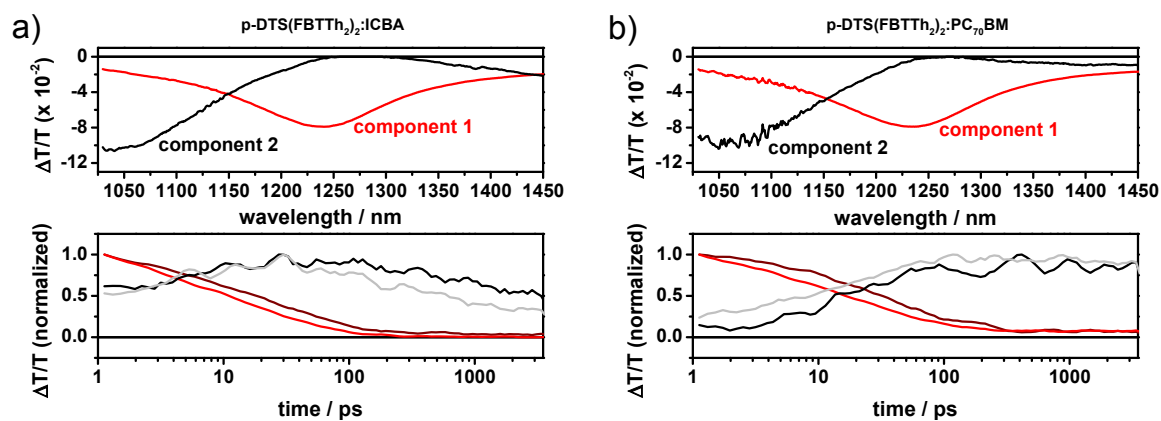 a)
p-DTS(FBTTh₂)₂:ICBA
ΔT/T (x 10⁻²)
0
-4
-8
-12
component 1
component 2
1050 1100 1150 1200 1250 1300 1350 1400 1450
wavelength / nm
ΔT/T (normalized)
1.0
0.5
0.0
1 10 100 1000
time / ps
b)
p-DTS(FBTTh₂)₂:PC₇₀BM
ΔT/T (x 10⁻²)
0
-4
-8
-12
component 1
component 2
1050 1100 1150 1200 1250 1300 1350 1400 1450
wavelength / nm
ΔT/T (normalized)
1.0
0.5
0.0
1 10 100 1000
time / ps